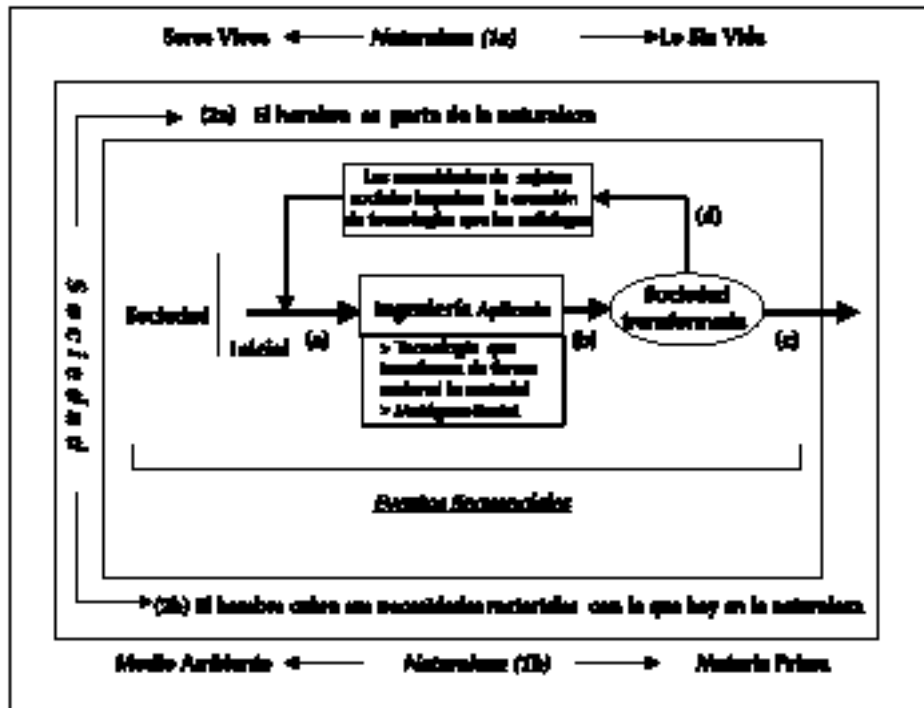 Seres Vivos Naturaleza (1a) Lo Sin Vida
(2a) El hombre es parte de la naturaleza
Las necesidades de sujetos
sociales impulsan la creación
de tecnologías que las satisfagan
(d)
Sociedad
Sociedad
Inicial
(a)
Ingeniería Aplicada
> Tecnología que
transforma de forma
material la sociedad
>
(b)
Sociedad
transformada
(c)
Eventos Secuenciales
(2b) El hombre cubre sus necesidades materiales con lo que hay en la naturaleza
Medio Ambiente Naturaleza (1b) Materia Prima